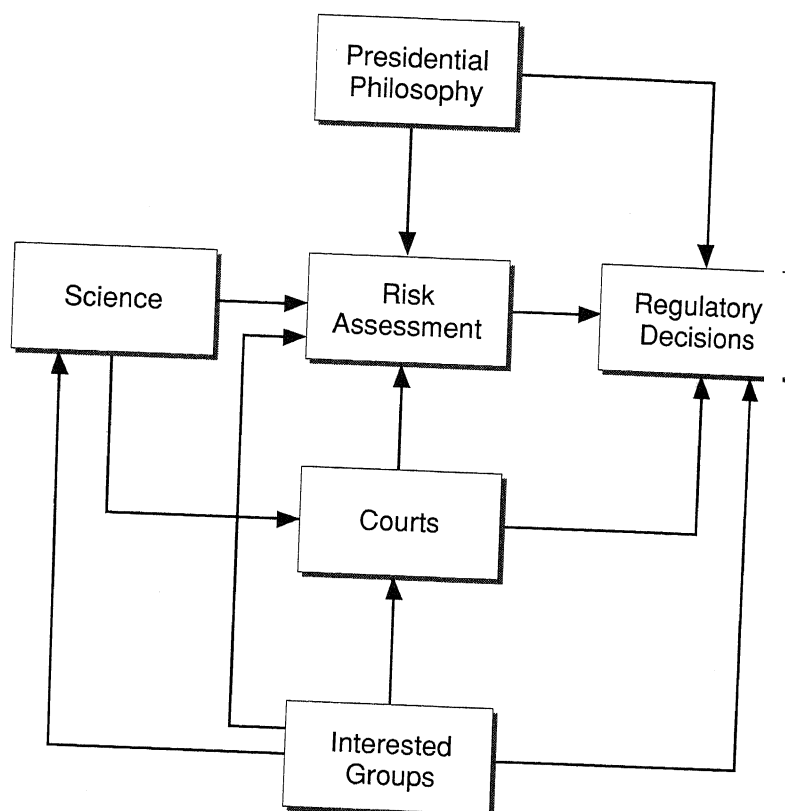 Presidential
Philosophy
Science
Risk
Assessment
Regulatory
Decisions
Courts
Interested
Groups